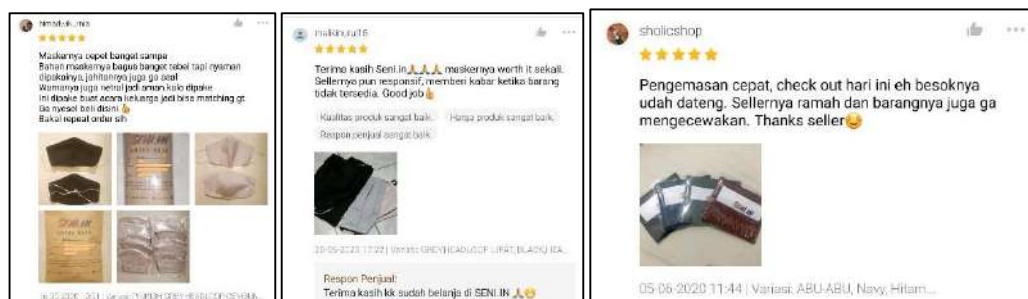 Maskernya cepet banget sampa
Bahan maskernya bagus banget tebel tapi nyaman
dipakainya, jahitannya juga ga asal
Warnanya juga netral jadi aman kalo dipake
Ini dipake buat acara keluarga jadi bisa matching gt
Ga nyesel beli disini 👍
Bakal repeat order sih
SENI.IN
Terima kasih Seni.in🙏🙏🙏 maskernya worth it sekali.
Sellernya pun responsif, memberi kabar ketika barang
tidak tersedia. Good job👍
Kualitas produk sangat baik Harga produk sangat baik
Respon penjual sangat baik
Respon Penjual:
Terima kasih kk sudah belanja di SENI.IN 🙏😁
sholicshop
Pengemasan cepat, check out hari ini eh besoknya
udah dateng. Sellernya ramah dan barangnya juga ga
mengecewakan. Thanks seller😊
05-06-2020 11:44 | Variasi: ABU-ABU, Navy, Hitam...